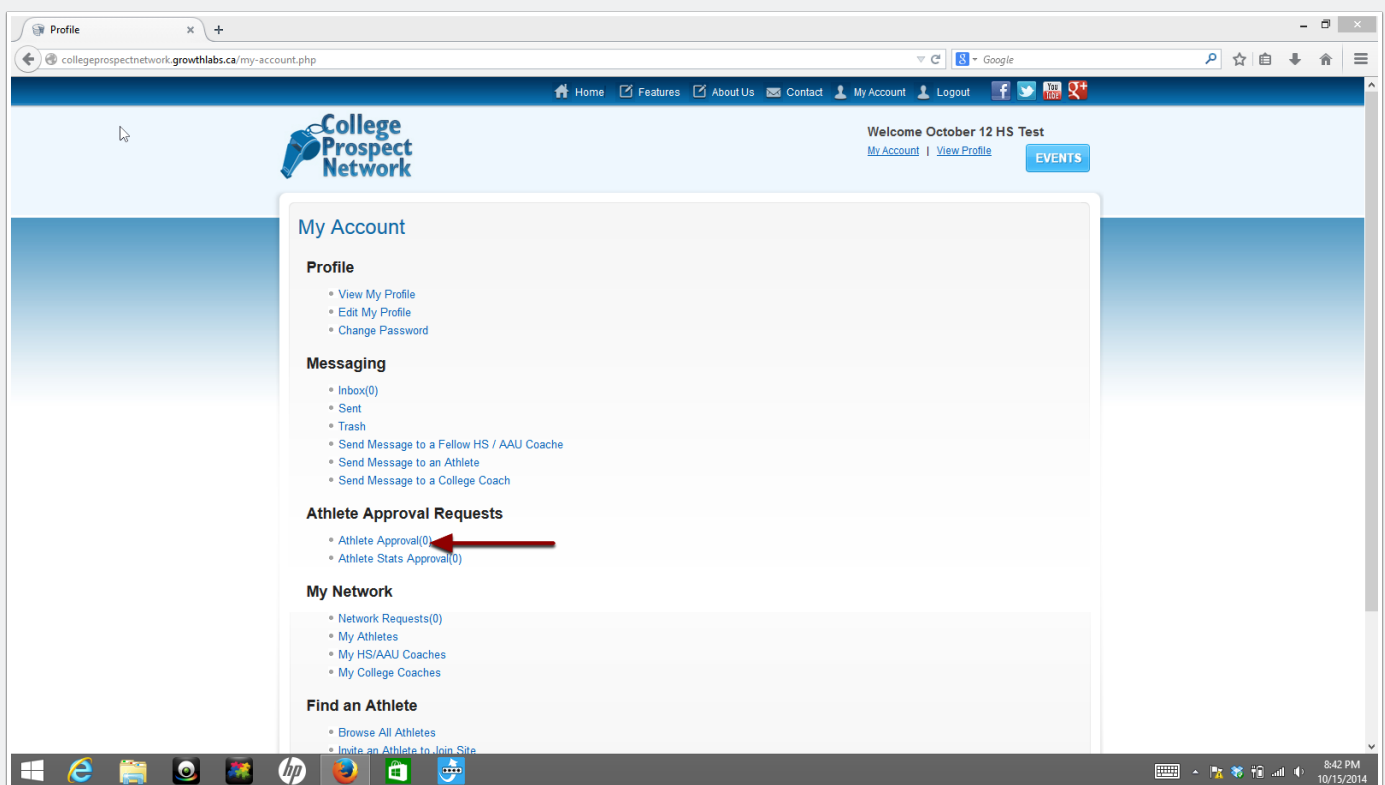 Profile
collegeprospectnetwork.growthlabs.ca/my-account.php
8 Google
Home Features About Us Contact My Account Logout f You Tube g+
College
Prospect
Network
Welcome October 12 HS Test
My Account | View Profile
EVENTS
My Account
Profile
View My Profile
Edit My Profile
Change Password
Messaging
Inbox(0)
Sent
Trash
Send Message to a Fellow HS / AAU Coache
Send Message to an Athlete
Send Message to a College Coach
Athlete Approval Requests
Athlete Approval(0)
Athlete Stats Approval(0)
My Network
Network Requests(0)
My Athletes
My HS/AAU Coaches
My College Coaches
Find an Athlete
Browse All Athletes
Invite an Athlete to Join Site
hp
8:42 PM
10/15/2014